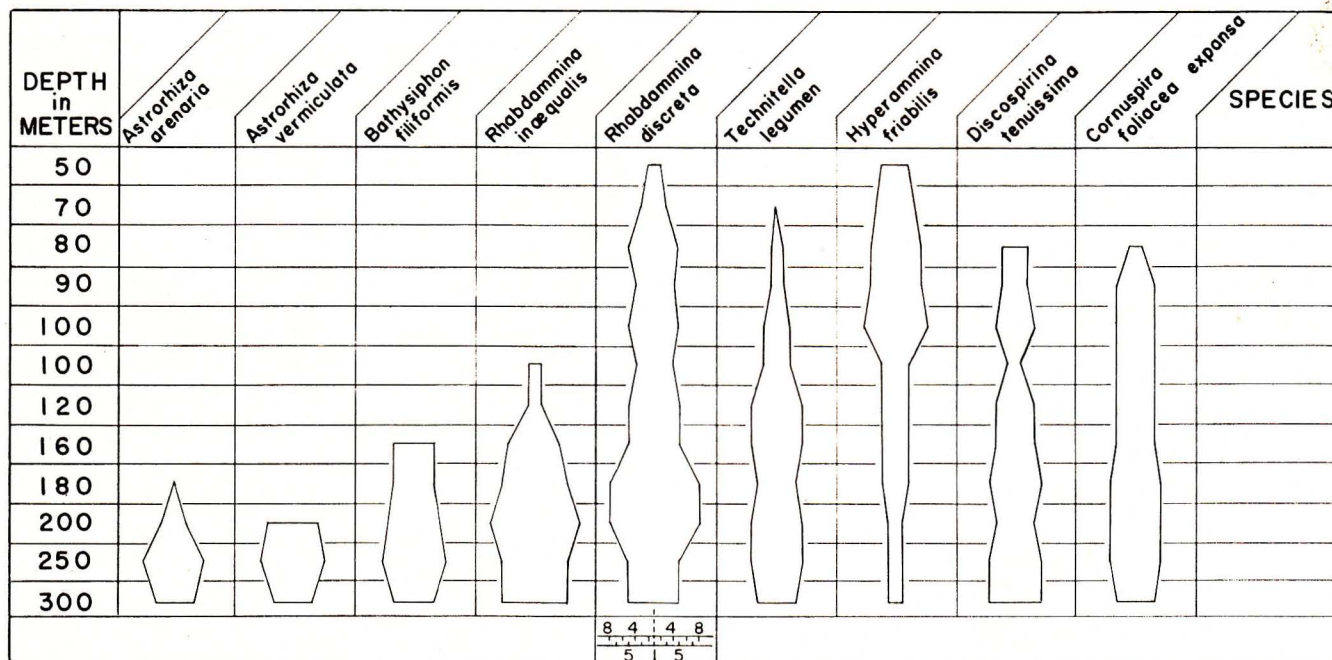 DEPTH
in
METERS
Astrorhiza
arenaria
Astrorhiza
vermiculata
Bathysiphon
filiformis
Rhabdammina
inæqualis
Rhabdammina
discreta
Technitella
legumen
Hyperammina
friabilis
Discospirina
tenuissima
Cornuspira
foliacea expansa
SPECIES
50
70
80
90
100
100
120
160
180
200
250
300
8 4 4 8
5 1 5